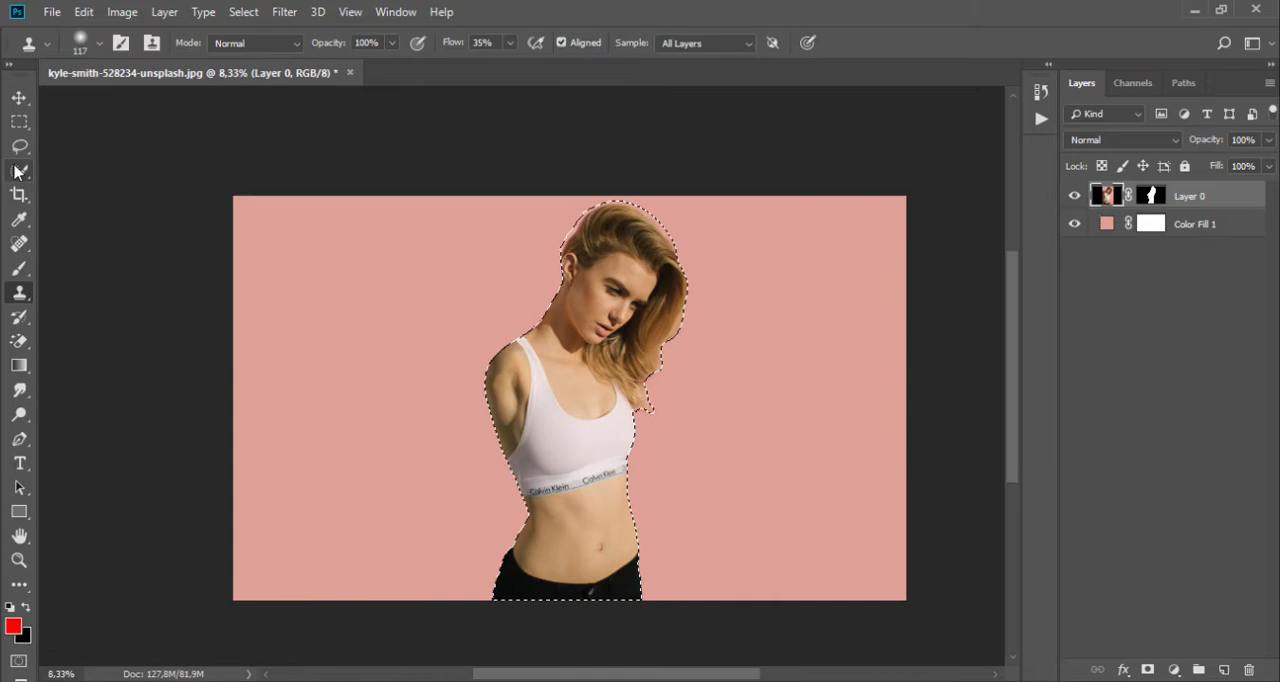 Ps File Edit Image Layer Type Select Filter 3D View Window Help
117 Mode: Normal Opacity: 100% Flow: 35% Aligned Sample: All Layers
kyle-smith-528234-unsplash.jpg @ 8,33% (Layer 0, RGB/8) *
Layers Channels Paths
Kind
Normal Opacity: 100%
Lock: Fill: 100%
Layer 0
Color Fill 1
Calvin Klein Calvin Klein
8,33% Doc: 127,8M/81,9M